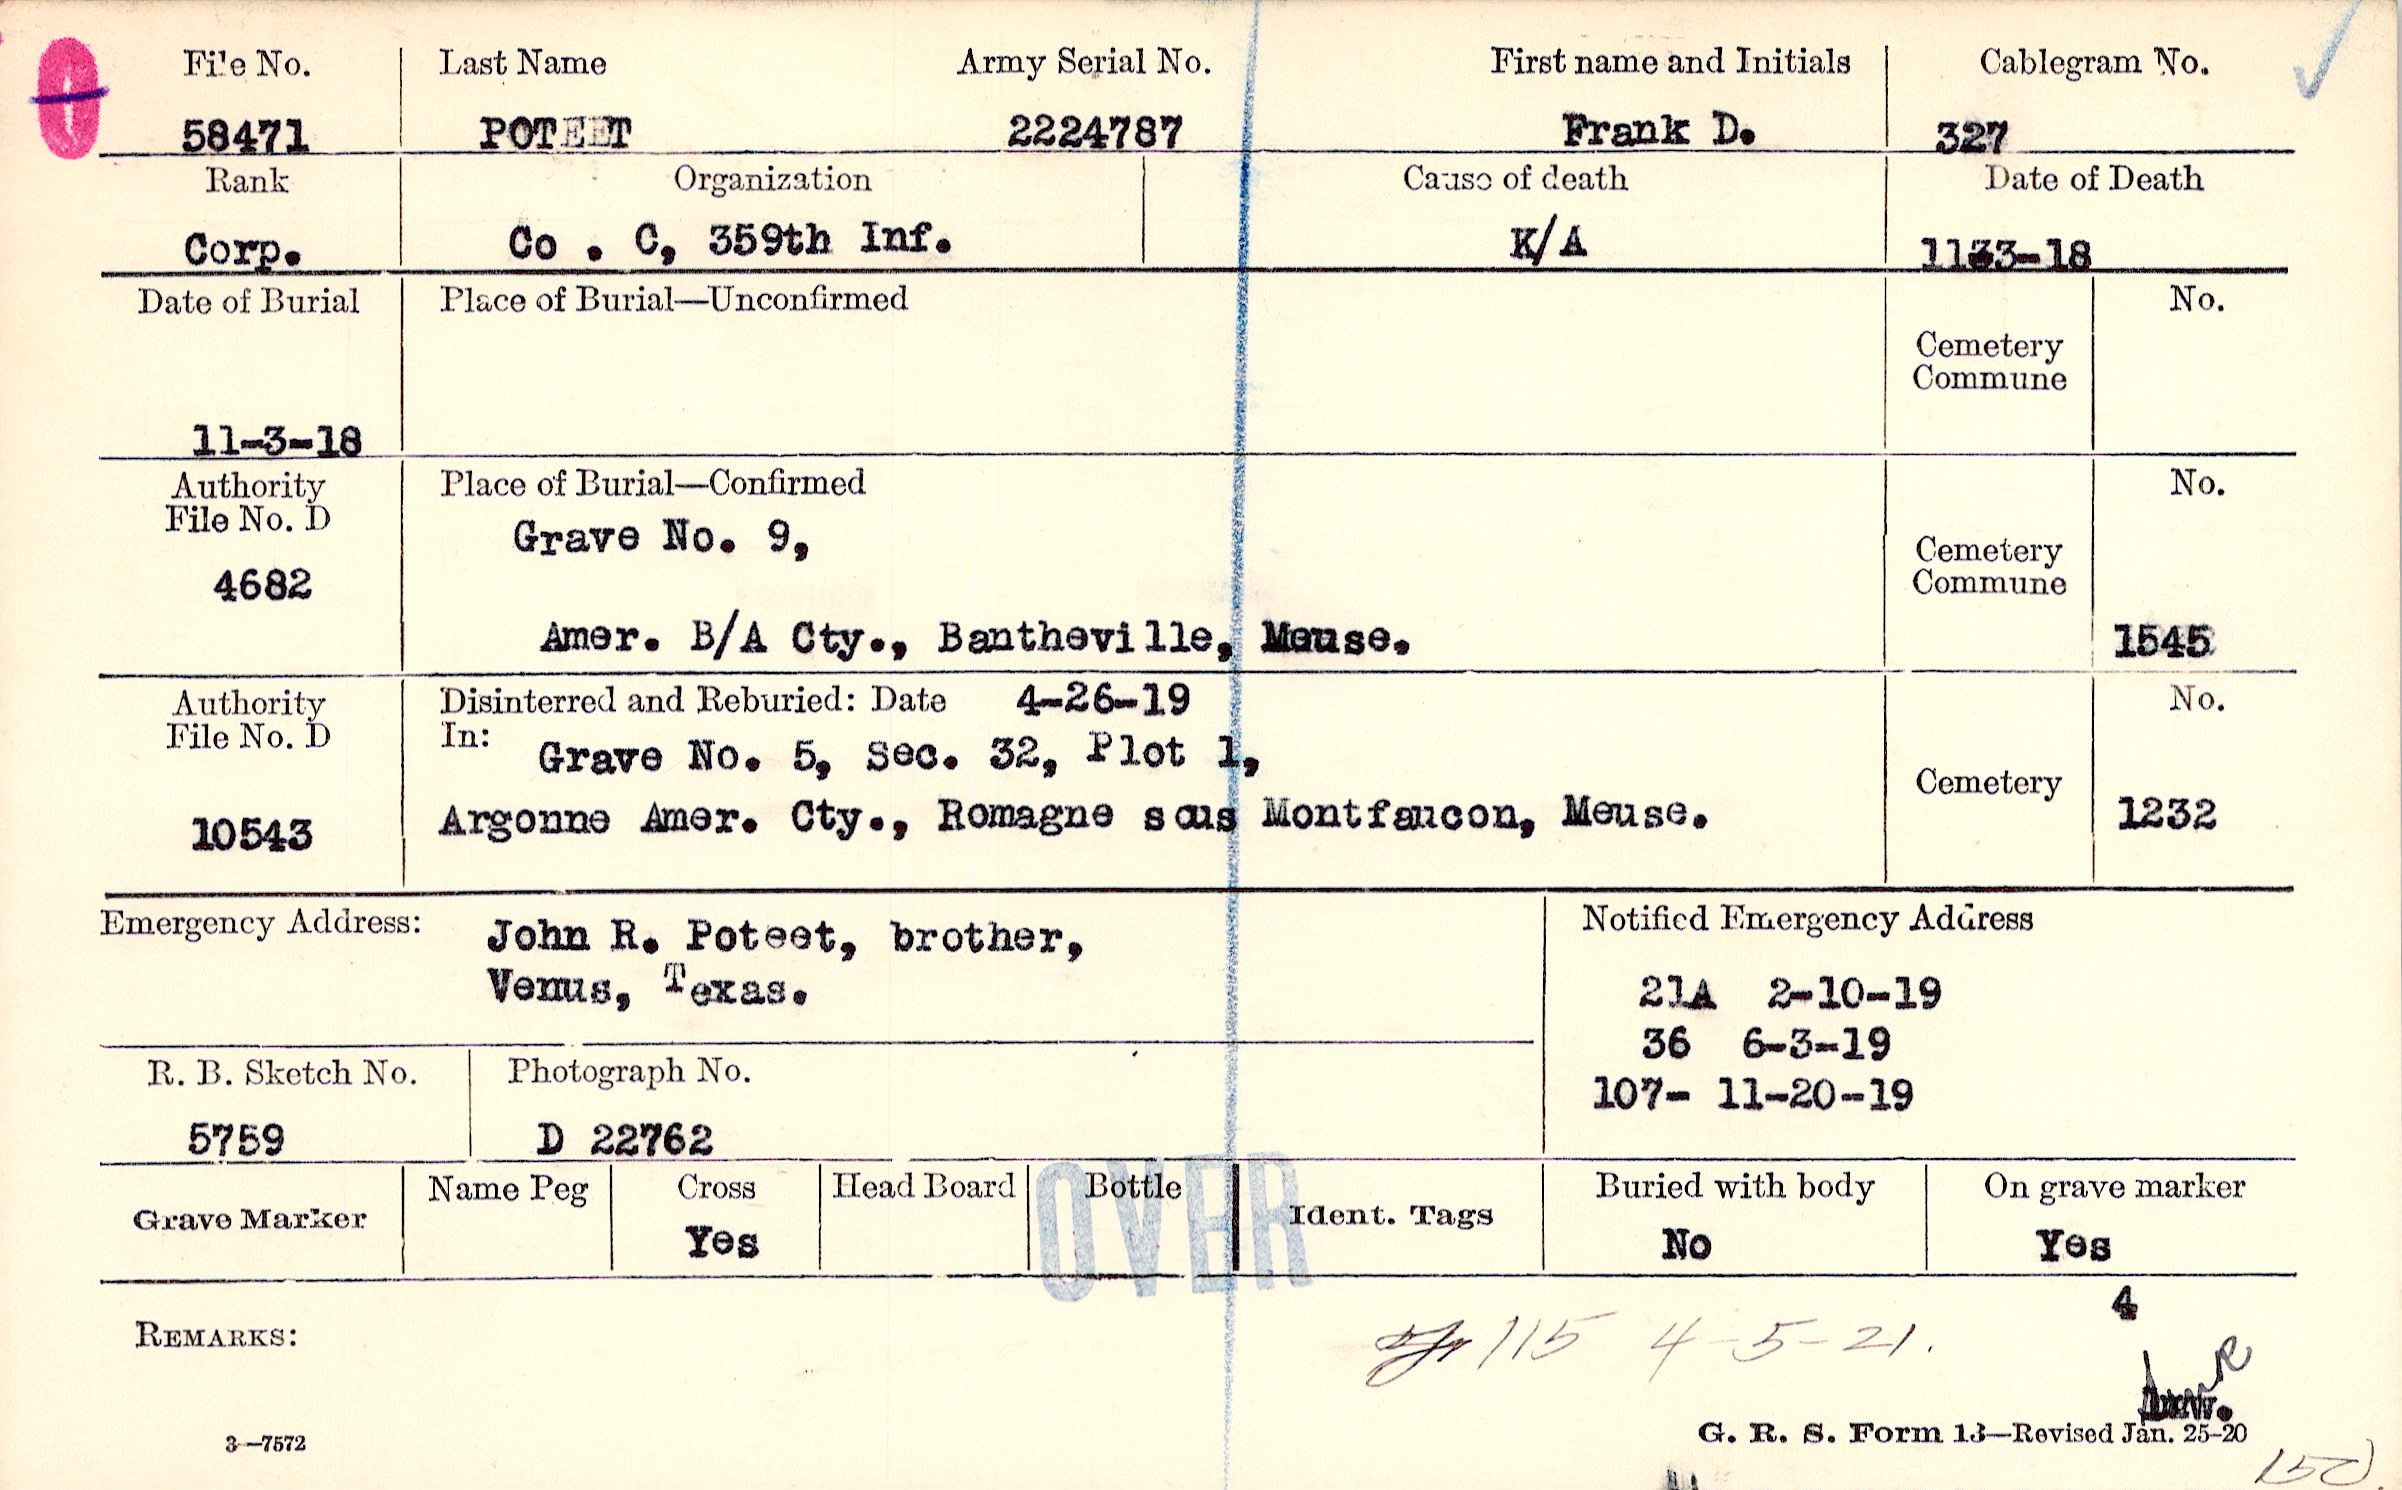 File No. Last Name Army Serial No. First name and Initials Cablegram No.
58471 POTEET 2224787 Frank D. 327
Rank Organization Cause of death Date of Death
Corp. Co . C, 359th Inf. K/A 1133-18
Date of Burial Place of Burial—Unconfirmed No.
Cemetery
Commune
11-3-18
Authority Place of Burial—Confirmed No.
File No. D
Grave No. 9,
Cemetery
Commune
4682
Amer. B/A Cty., Bantheville, Meuse. 1545
Authority Disinterred and Reburied: Date 4-26-19 No.
File No. D In:
Grave No. 5, Sec. 32, Plot 1,
Cemetery
10543 Argonne Amer. Cty., Romagne sous Montfaucon, Meuse. 1232
Emergency Address: John R. Poteet, brother, Notified Emergency Address
Venus, Texas. 21A 2-10-19
36 6-3-19
R. B. Sketch No. Photograph No.
107- 11-20-19
5759 D 22762
Grave Marker Name Peg Cross Head Board Bottle Ident. Tags Buried with body On grave marker
Yes No Yes
OVER
4
REMARKS: 115 4-5-21.
3—7572 G. R. S. Form 13—Revised Jan. 25-20
150